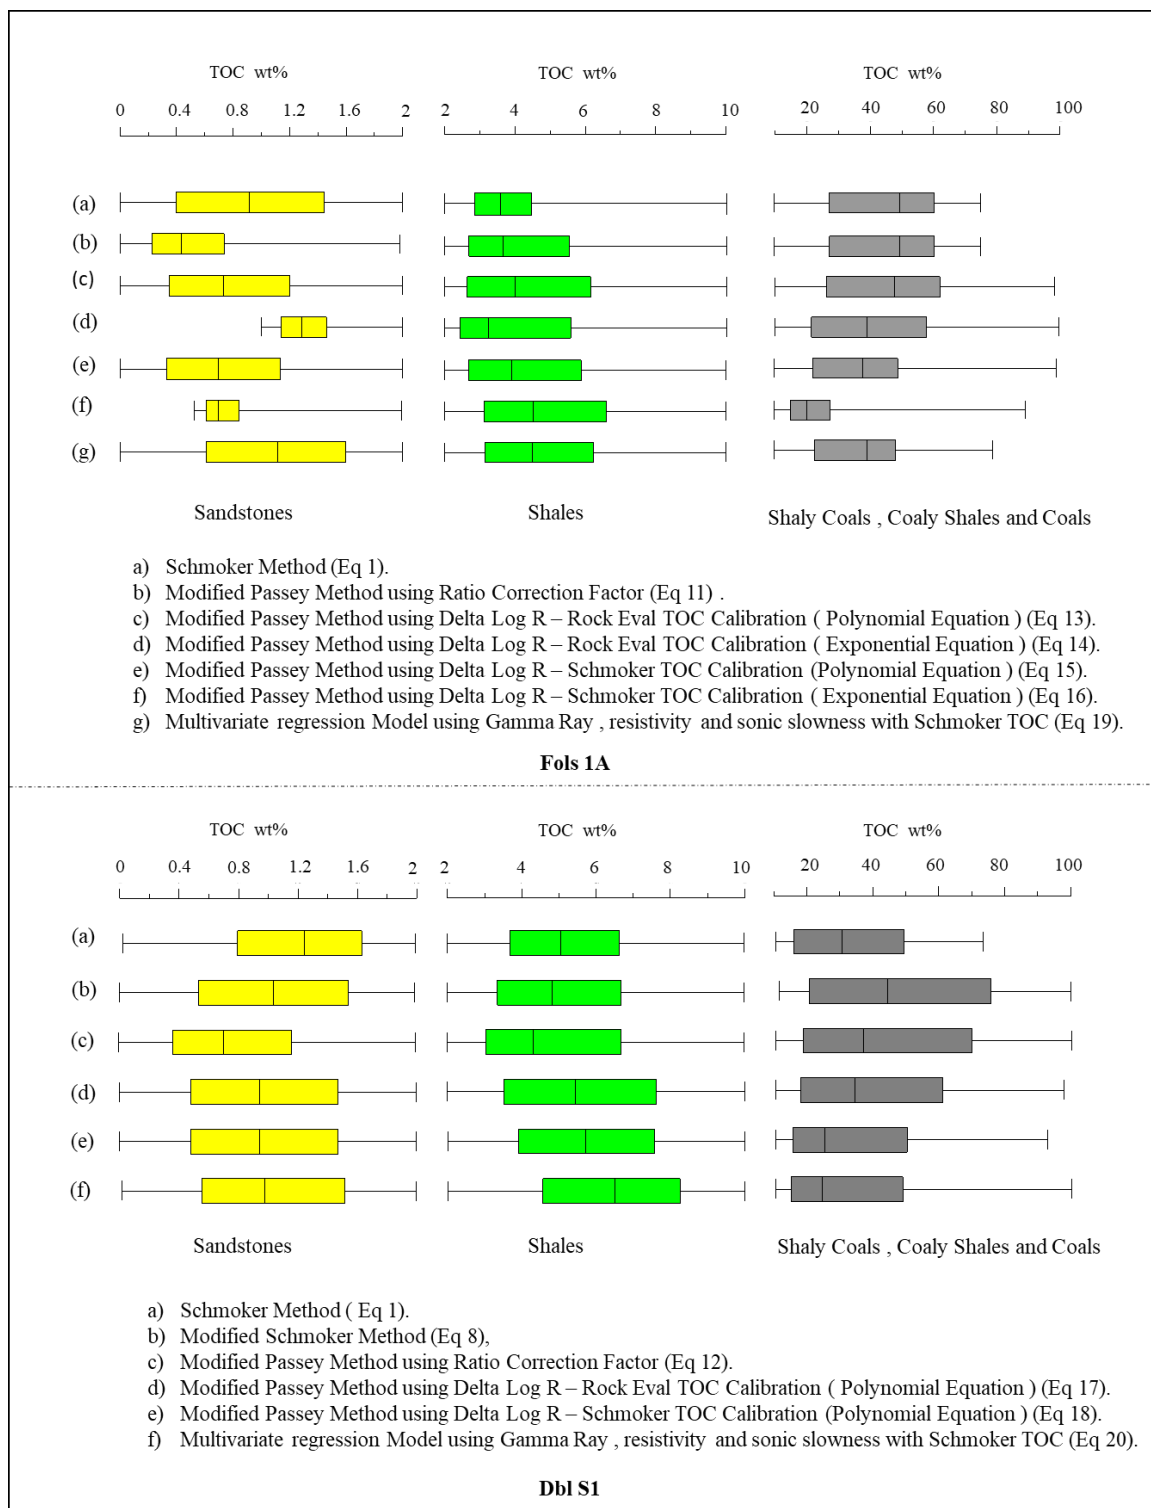 TOC wt% TOC wt% TOC wt%
0 0.4 0.8 1.2 1.6 2 2 4 6 8 10 20 40 60 80 100
(a)
(b)
(c)
(d)
(e)
(f)
(g)
Sandstones Shales Shaly Coals , Coaly Shales and Coals
a) Schmoker Method (Eq 1).
b) Modified Passey Method using Ratio Correction Factor (Eq 11) .
c) Modified Passey Method using Delta Log R – Rock Eval TOC Calibration ( Polynomial Equation ) (Eq 13).
d) Modified Passey Method using Delta Log R – Rock Eval TOC Calibration ( Exponential Equation ) (Eq 14).
e) Modified Passey Method using Delta Log R – Schmoker TOC Calibration (Polynomial Equation ) (Eq 15).
f) Modified Passey Method using Delta Log R – Schmoker TOC Calibration ( Exponential Equation ) (Eq 16).
g) Multivariate regression Model using Gamma Ray , resistivity and sonic slowness with Schmoker TOC (Eq 19).
Fols 1A
TOC wt% TOC wt% TOC wt%
0 0.4 0.8 1.2 1.6 2 2 4 6 8 10 20 40 60 80 100
(a)
(b)
(c)
(d)
(e)
(f)
Sandstones Shales Shaly Coals , Coaly Shales and Coals
a) Schmoker Method ( Eq 1).
b) Modified Schmoker Method (Eq 8),
c) Modified Passey Method using Ratio Correction Factor (Eq 12).
d) Modified Passey Method using Delta Log R – Rock Eval TOC Calibration ( Polynomial Equation ) (Eq 17).
e) Modified Passey Method using Delta Log R – Schmoker TOC Calibration (Polynomial Equation ) (Eq 18).
f) Multivariate regression Model using Gamma Ray , resistivity and sonic slowness with Schmoker TOC (Eq 20).
Dbl S1